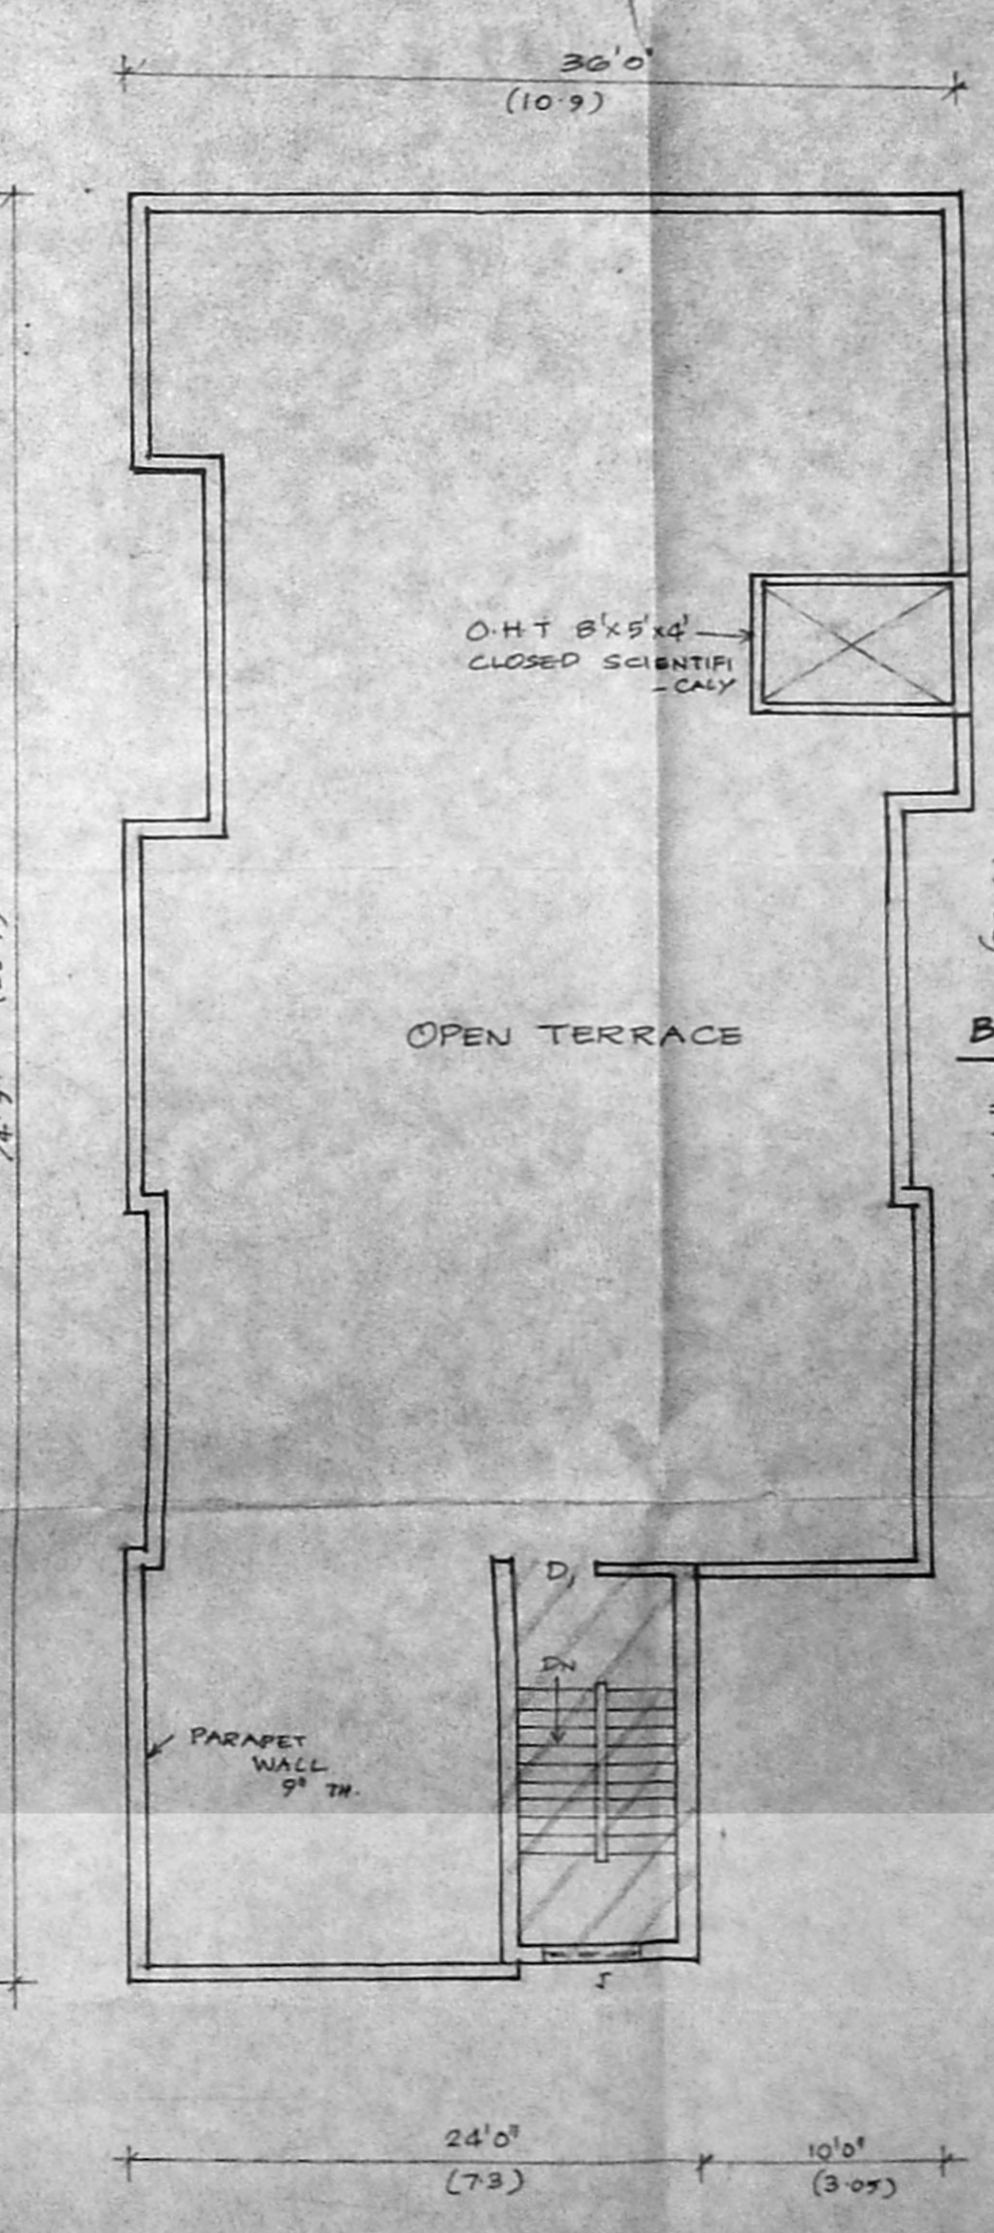 36'0"
(10.9)
O.H.T 8'x5'x4'
CLOSED SCIENTIFI
- CALY
OPEN TERRACE
B
D,
DN
PARAPET
WALL
9" TH.
J
24'0"
(7.3)
10'0"
(3.05)